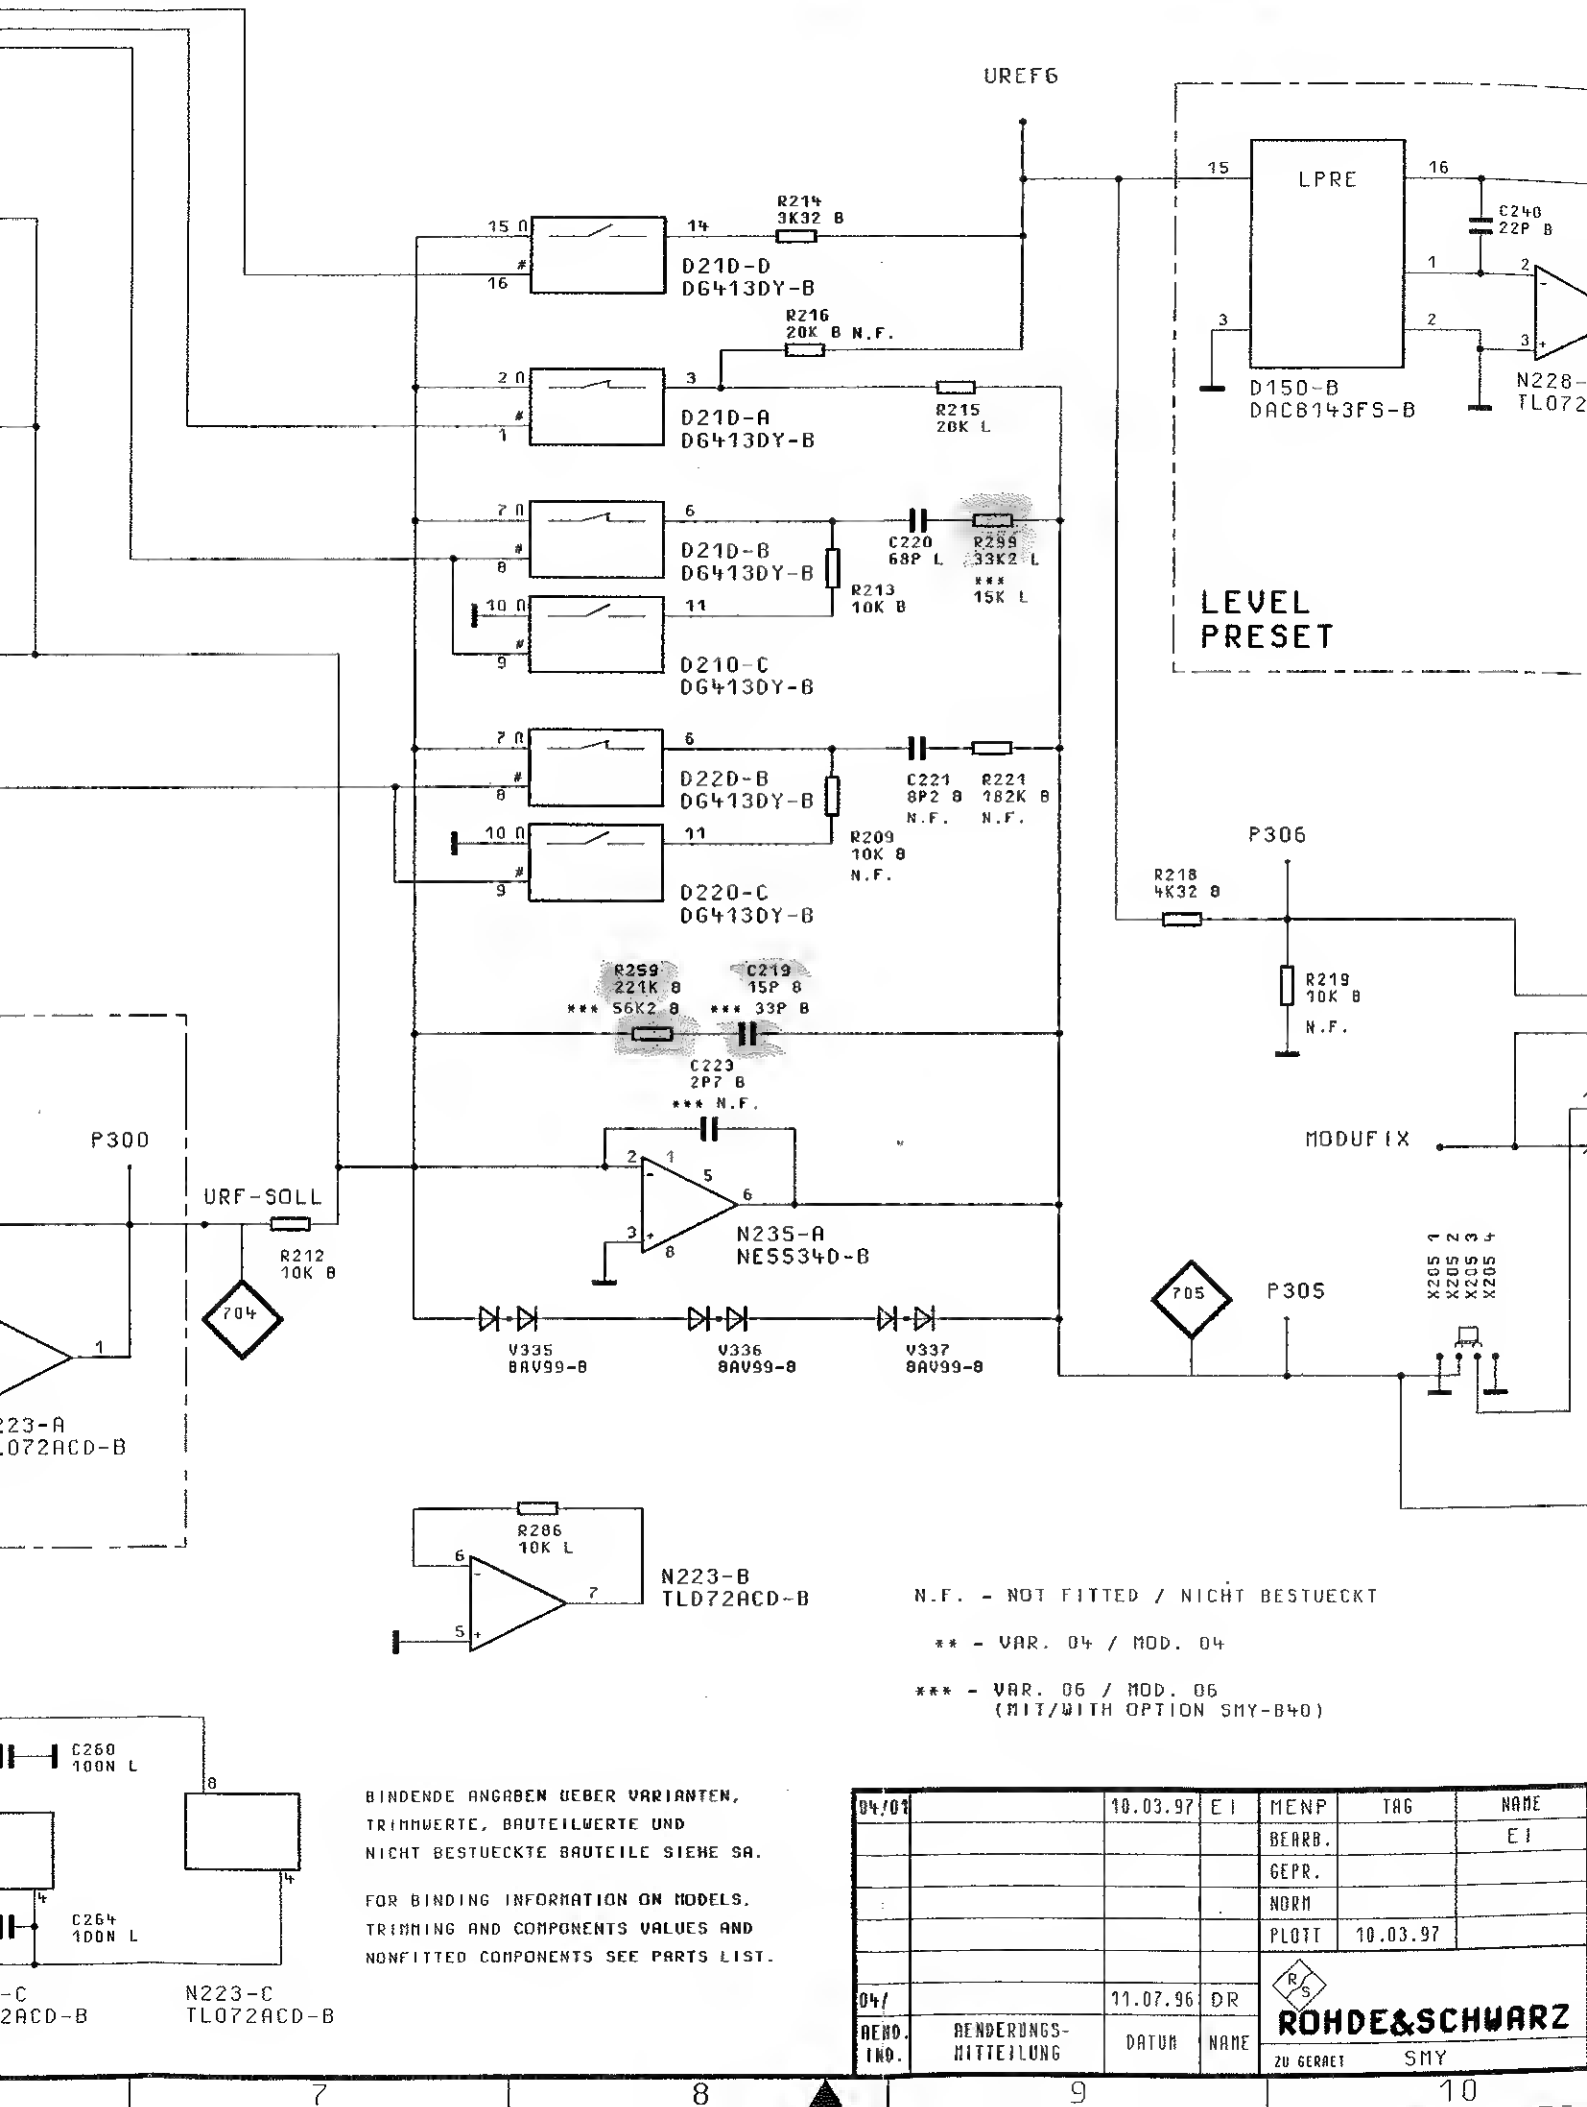 UREF6
15 LPRE 16
C240
22P B
1
2
3
2
3
- +
D150-B
DAC8143FS-B
N228-
TL072
LEVEL
PRESET
R214
3K32 B
15 14
#
16
D210-D
DG413DY-B
R216
20K B N.F.
2 3
#
1
D210-A
DG413DY-B
R215
20K L
7 6
#
8
D210-B
DG413DY-B
C220
68P L
R299
33K2 L
***
15K L
R213
10K B
10 11
#
9
D210-C
DG413DY-B
7 6
#
8
D220-B
DG413DY-B
C221
8P2 B
N.F.
R221
182K B
N.F.
R209
10K B
N.F.
10 11
#
9
D220-C
DG413DY-B
P306
R218
4K32 B
R219
10K B
N.F.
R259
221K B
*** 56K2 B
C219
15P B
*** 33P B
C223
2P7 B
*** N.F.
MODUFIX
P300
URF-SOLL
R212
10K B
704
1
2 1 5 6
3 8
- +
N235-A
NE5534D-B
705
P305
X205 1
X205 2
X205 3
X205 4
V335
BAV99-B
V336
BAV99-B
V337
BAV99-B
223-A
L072ACD-B
R286
10K L
6
7
5
- +
N223-B
TL072ACD-B
N.F. - NOT FITTED / NICHT BESTUECKT
** - VAR. 04 / MOD. 04
*** - VAR. 06 / MOD. 06
(MIT/WITH OPTION SMY-B40)
C260
100N L
8
4
4
C264
100N L
-C
2ACD-B
N223-C
TL072ACD-B
BINDENDE ANGABEN UEBER VARIANTEN,
TRIMMWERTE, BAUTEILWERTE UND
NICHT BESTUECKTE BAUTEILE SIEHE SA.
FOR BINDING INFORMATION ON MODELS.
TRIMMING AND COMPONENTS VALUES AND
NONFITTED COMPONENTS SEE PARTS LIST.
04/01 10.03.97 EI MENP TAG NAME
BEARB. EI
GEPR.
NORM
PLOTT 10.03.97
04/ 11.07.96 DR
AEND.
IND.
AENDERUNGS-
MITTEILUNG
DATUM NAME
R/S
ROHDE&SCHWARZ
ZU GERAET SMY
7 8 9 10